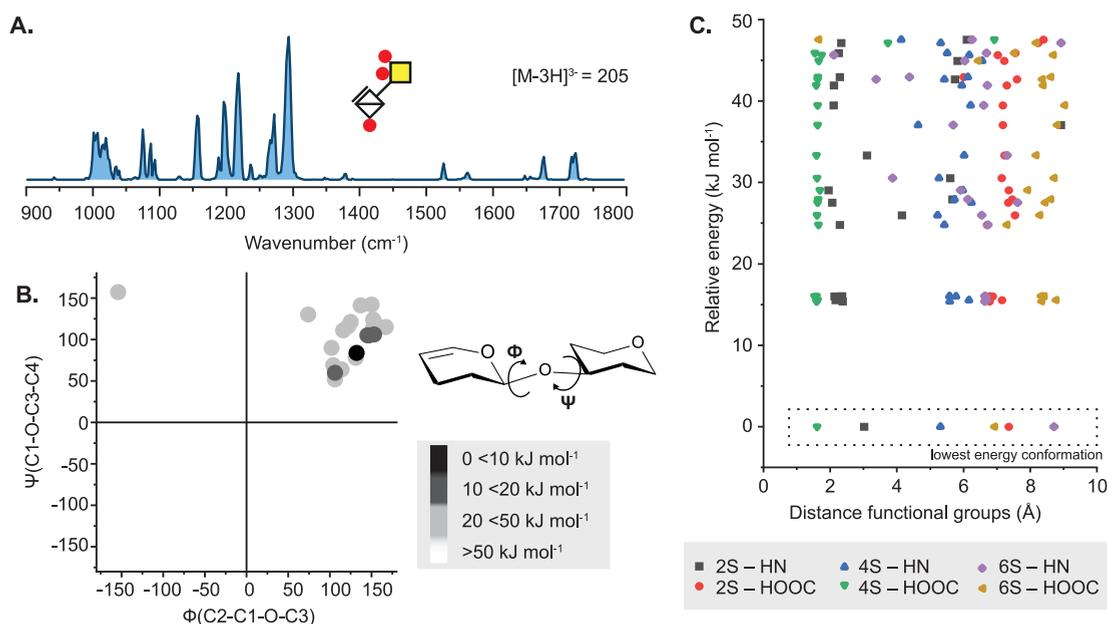 A.
[M-3H]³⁻ = 205
900 1000 1100 1200 1300 1400 1500 1600 1700 1800
Wavenumber (cm⁻¹)
B.
150
100
50
0
-50
-100
-150
Ψ(C1-O-C3-C4)
-150 -100 -50 0 50 100 150
Φ(C2-C1-O-C3)
O
Φ
O
Ψ
O
0 <10 kJ mol⁻¹
10 <20 kJ mol⁻¹
20 <50 kJ mol⁻¹
>50 kJ mol⁻¹
C.
50
40
30
20
10
0
Relative energy (kJ mol⁻¹)
lowest energy conformation
0 2 4 6 8 10
Distance functional groups (Å)
2S – HN 4S – HN 6S – HN
2S – HOOC 4S – HOOC 6S – HOOC